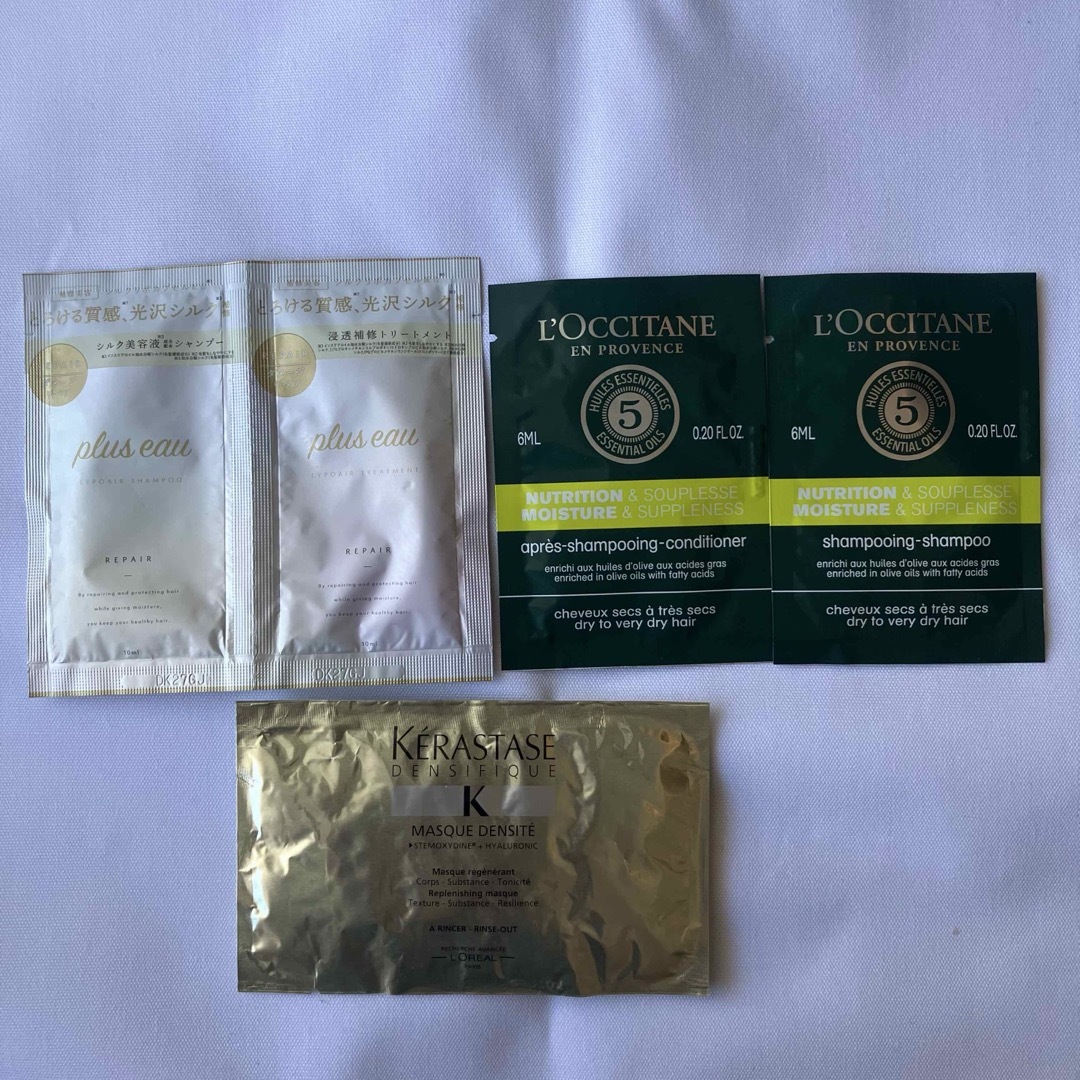 とろける質感、光沢シルク
シルク美容液シャンプー
plus eau
SHAMPOO
REPAIR
By repairing and protecting hair
while giving moisture,
you keep your healthy hair.
10ml
DK27GJ
とろける質感、光沢シルク
浸透補修トリートメント
plus eau
TREATMENT
REPAIR
By repairing and protecting hair
while giving moisture,
you keep your healthy hair.
10ml
DK27GJ
L'OCCITANE
EN PROVENCE
HUILES ESSENTIELLES
5
ESSENTIAL OILS
6ML
0.20 FL.OZ.
NUTRITION & SOUPLESSE
MOISTURE & SUPPLENESS
après-shampooing-conditioner
enrichi aux huiles d'olive aux acides gras
enriched in olive oils with fatty acids
cheveux secs à très secs
dry to very dry hair
L'OCCITANE
EN PROVENCE
HUILES ESSENTIELLES
5
ESSENTIAL OILS
6ML
0.20 FL.OZ.
NUTRITION & SOUPLESSE
MOISTURE & SUPPLENESS
shampooing-shampoo
enrichi aux huiles d'olive aux acides gras
enriched in olive oils with fatty acids
cheveux secs à très secs
dry to very dry hair
KÉRASTASE
DENSIFIQUE
K
MASQUE DENSITÉ
▶STEMOXYDINE® + HYALURONIC
Masque régénérant
Corps - Substance - Tonicité
Replenishing masque
Texture - Substance - Resilience
À RINCER - RINSE-OUT
RECHERCHE AVANCÉE
L'ORÉAL
PARIS